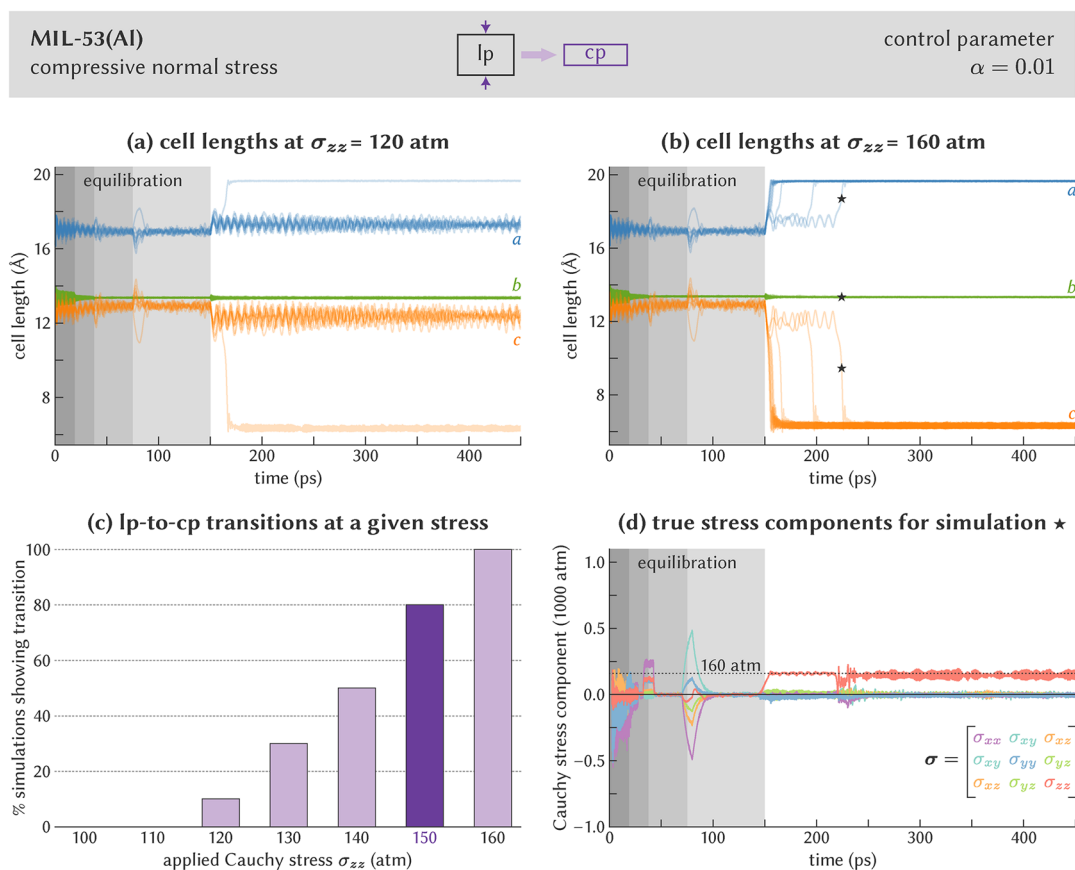 MIL-53(Al)
compressive normal stress
lp
cp
control parameter
α = 0.01
(a) cell lengths at σzz = 120 atm
cell length (Å)
20
16
12
8
equilibration
a
b
c
0 100 200 300 400
time (ps)
(b) cell lengths at σzz = 160 atm
cell length (Å)
20
16
12
8
equilibration
a
b
c
0 100 200 300 400
time (ps)
(c) lp-to-cp transitions at a given stress
% simulations showing transition
100
80
60
40
20
0
100 110 120 130 140 150 160
applied Cauchy stress σzz (atm)
(d) true stress components for simulation ★
Cauchy stress component (1000 atm)
1.0
0.5
0.0
−0.5
−1.0
equilibration
160 atm
σxx σxy σxz
σ = σxy σyy σyz
σxz σyz σzz
0 100 200 300 400
time (ps)